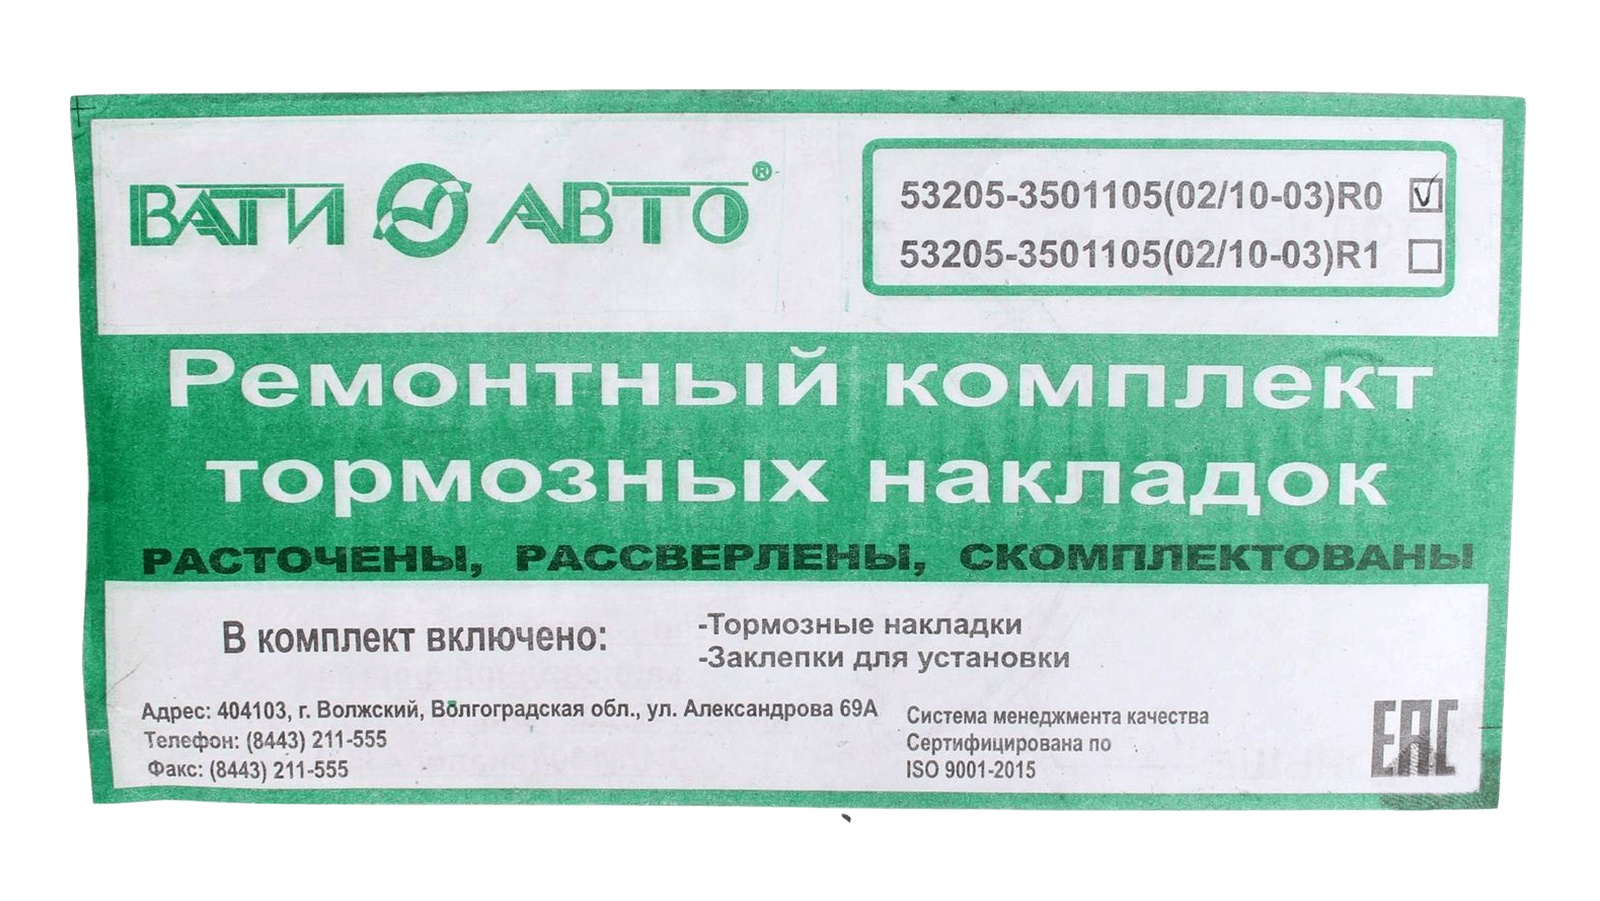 ВАТИ АВТО®
53205-3501105(02/10-03)R0
53205-3501105(02/10-03)R1
Ремонтный комплект
тормозных накладок
РАСТОЧЕНЫ, РАССВЕРЛЕНЫ, СКОМПЛЕКТОВАНЫ
В комплект включено:
-Тормозные накладки
-Заклепки для установки
Адрес: 404103, г. Волжский, Волгоградская обл., ул. Александрова 69А
Телефон: (8443) 211-555
Факс: (8443) 211-555
Система менеджмента качества
Сертифицирована по
ISO 9001-2015
ЕАС